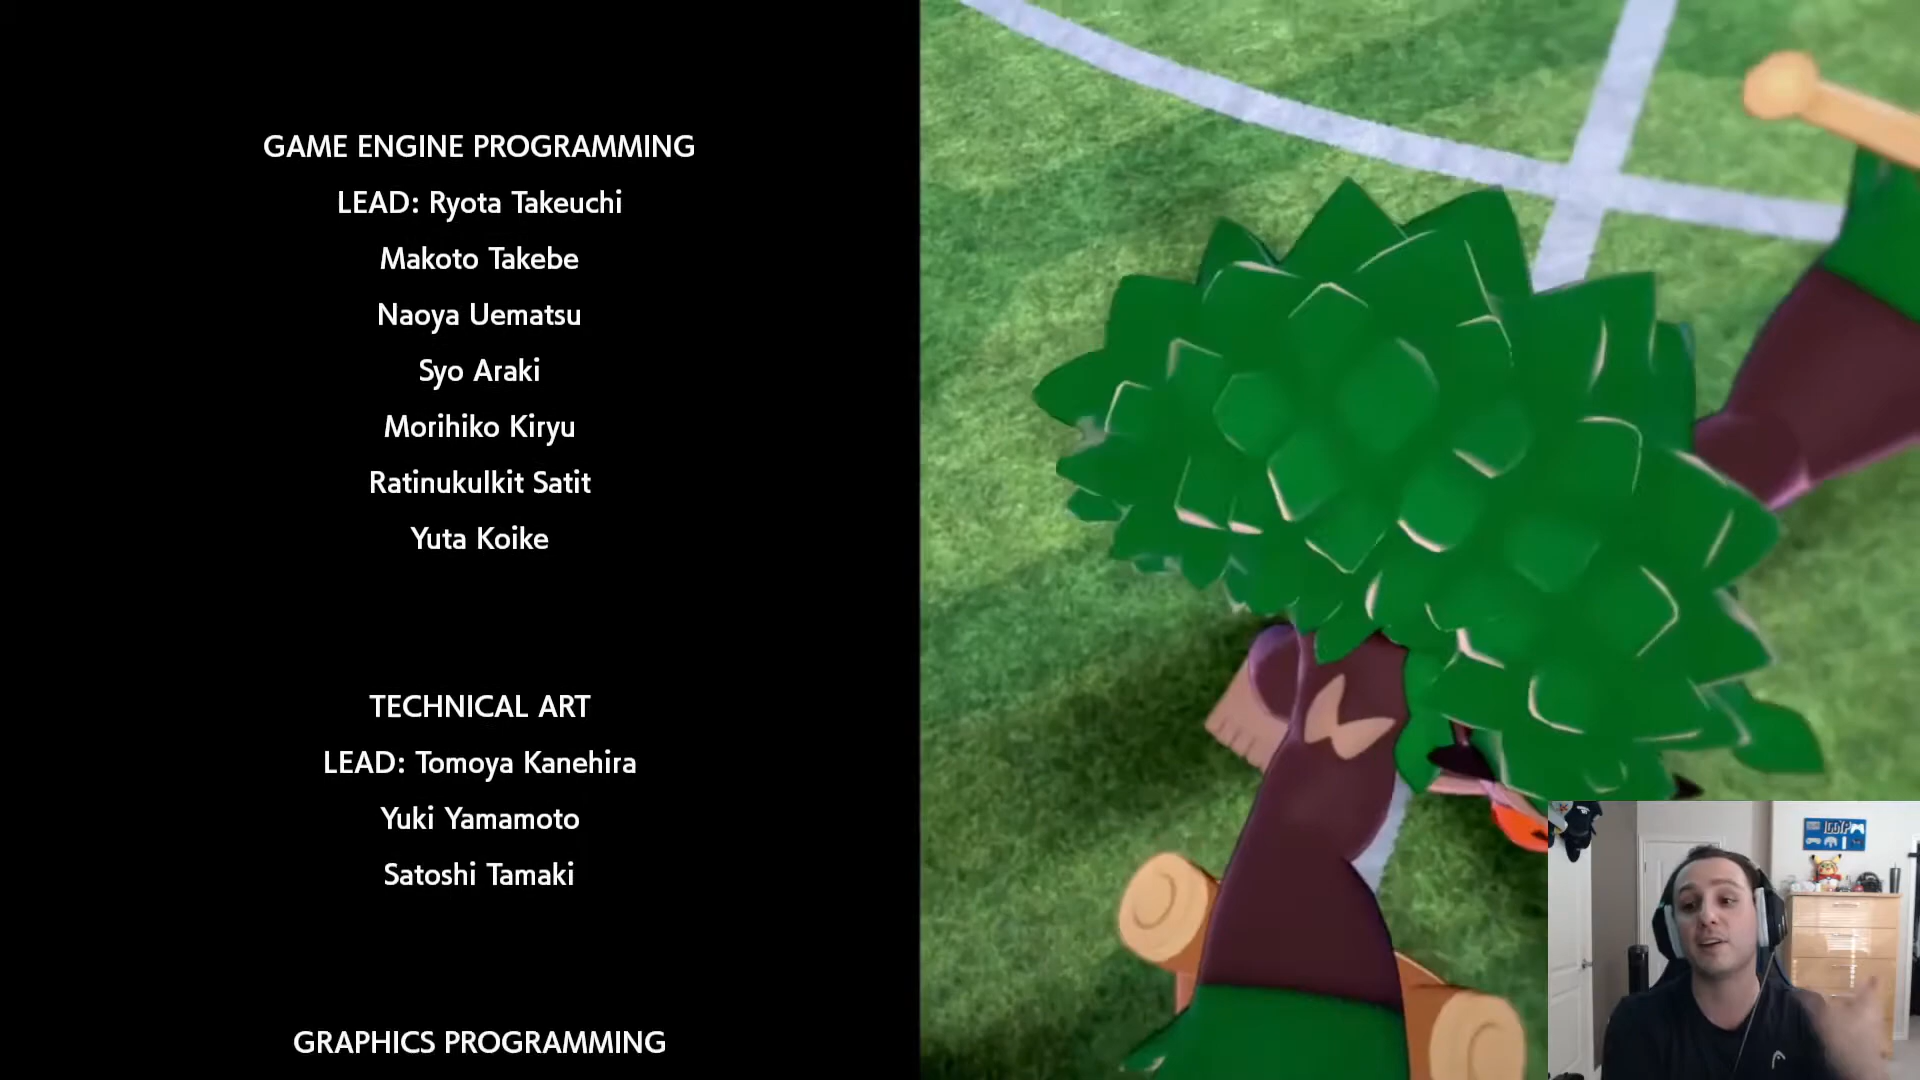 GAME ENGINE PROGRAMMING
LEAD: Ryota Takeuchi
Makoto Takebe
Naoya Uematsu
Syo Araki
Morihiko Kiryu
Ratinukulkit Satit
Yuta Koike
TECHNICAL ART
LEAD: Tomoya Kanehira
Yuki Yamamoto
Satoshi Tamaki
GRAPHICS PROGRAMMING